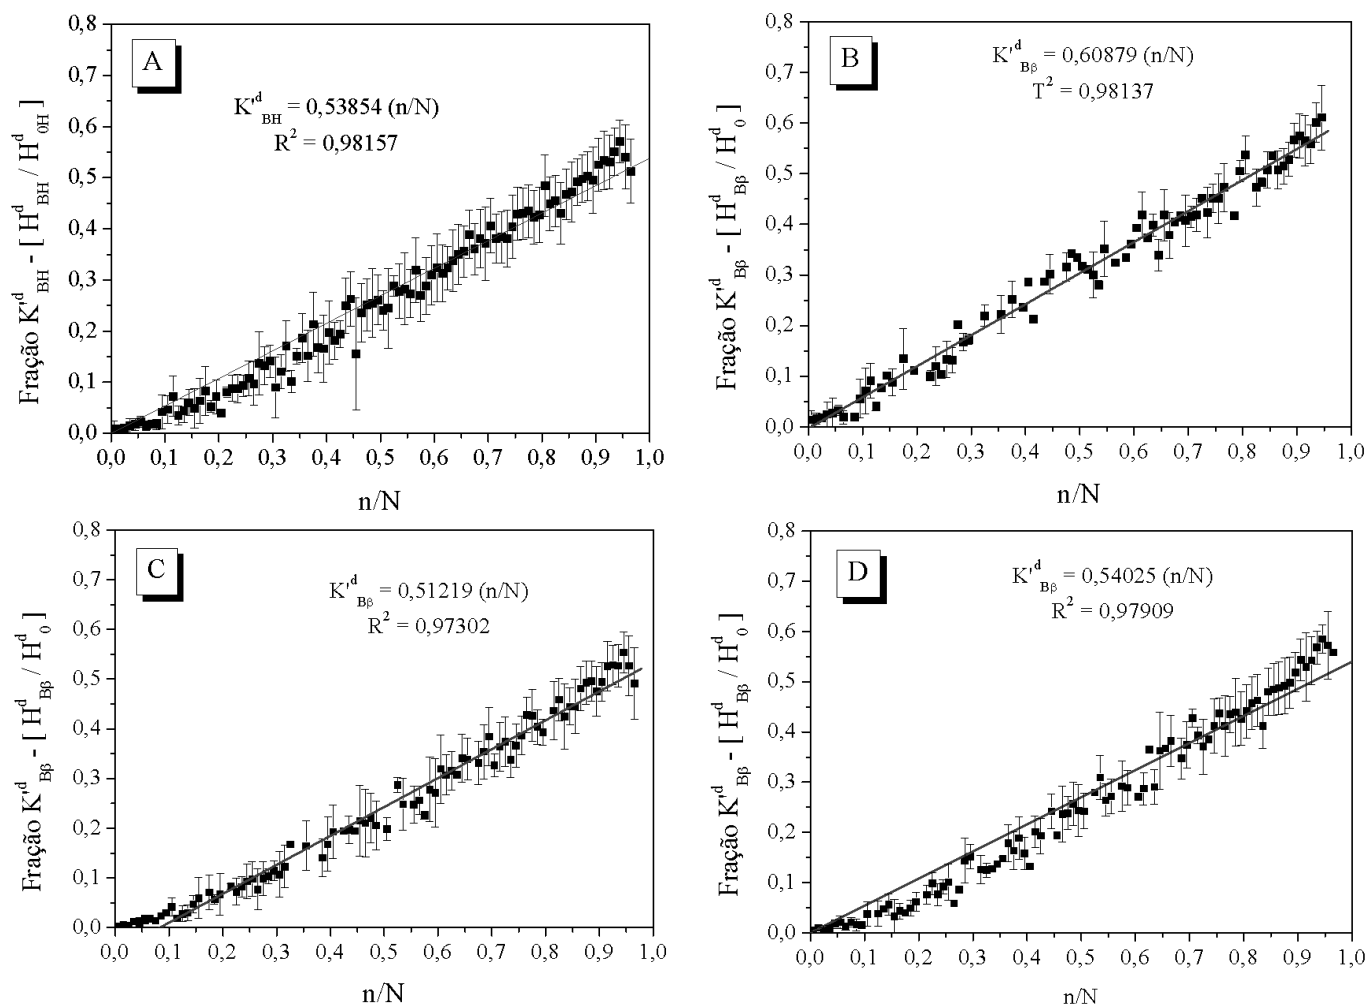 A
K'^d_BH = 0,53854 (n/N)
R^2 = 0,98157
Fração K'^d_BH - [ H^d_BH / H^d_0H ]
0,8
0,7
0,6
0,5
0,4
0,3
0,2
0,1
0,0
0,0 0,1 0,2 0,3 0,4 0,5 0,6 0,7 0,8 0,9 1,0
n/N
B
K'^d_Bβ = 0,60879 (n/N)
T^2 = 0,98137
Fração K'^d_Bβ - [ H^d_Bβ / H^d_0 ]
0,8
0,7
0,6
0,5
0,4
0,3
0,2
0,1
0,0
0,0 0,1 0,2 0,3 0,4 0,5 0,6 0,7 0,8 0,9 1,0
n/N
C
K'^d_Bβ = 0,51219 (n/N)
R^2 = 0,97302
Fração K'^d_Bβ - [ H^d_Bβ / H^d_0 ]
0,8
0,7
0,6
0,5
0,4
0,3
0,2
0,1
0,0
0,0 0,1 0,2 0,3 0,4 0,5 0,6 0,7 0,8 0,9 1,0
n/N
D
K'^d_Bβ = 0,54025 (n/N)
R^2 = 0,97909
Fração K'^d_Bβ - [ H^d_Bβ / H^d_0 ]
0,8
0,7
0,6
0,5
0,4
0,3
0,2
0,1
0,0
0,0 0,1 0,2 0,3 0,4 0,5 0,6 0,7 0,8 0,9 1,0
n/N